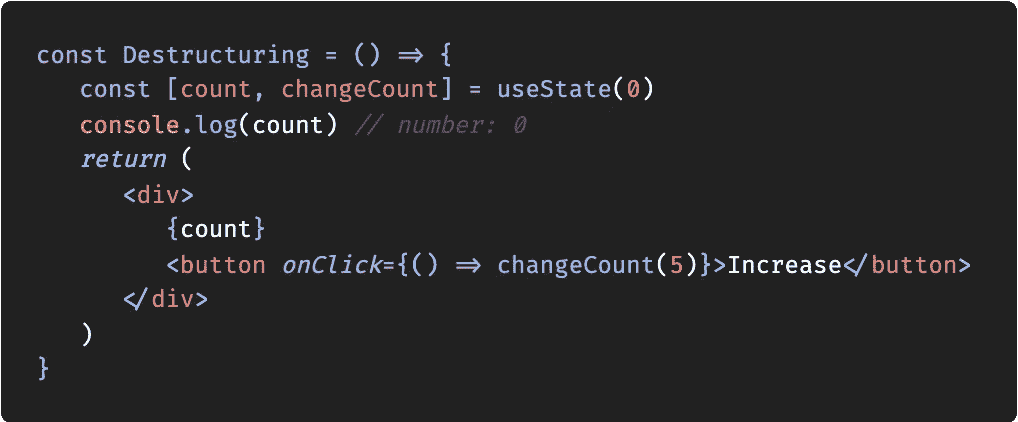 const Destructuring = () => {
const [count, changeCount] = useState(0)
console.log(count) // number: 0
return (
<div>
{count}
<button onClick={() => changeCount(5)}>Increase</button>
</div>
)
}